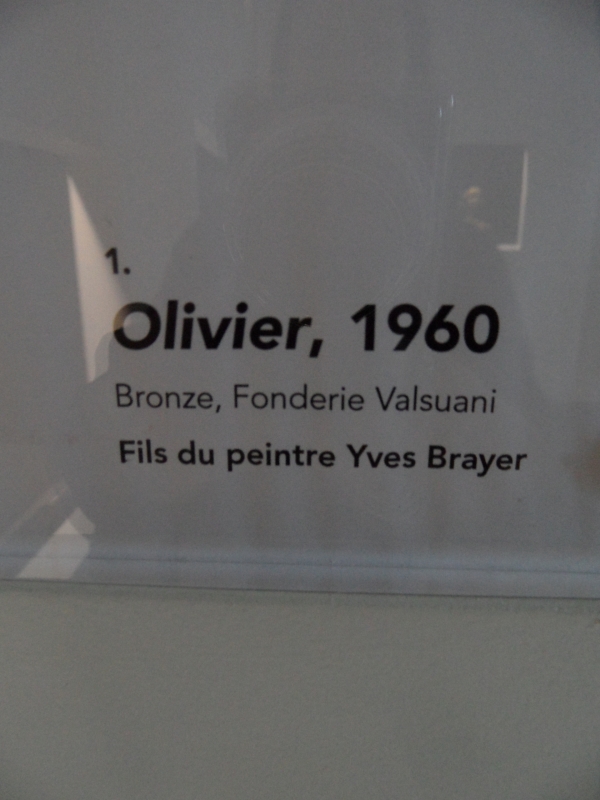 1.
Olivier, 1960
Bronze, Fonderie Valsuani
Fils du peintre Yves Brayer